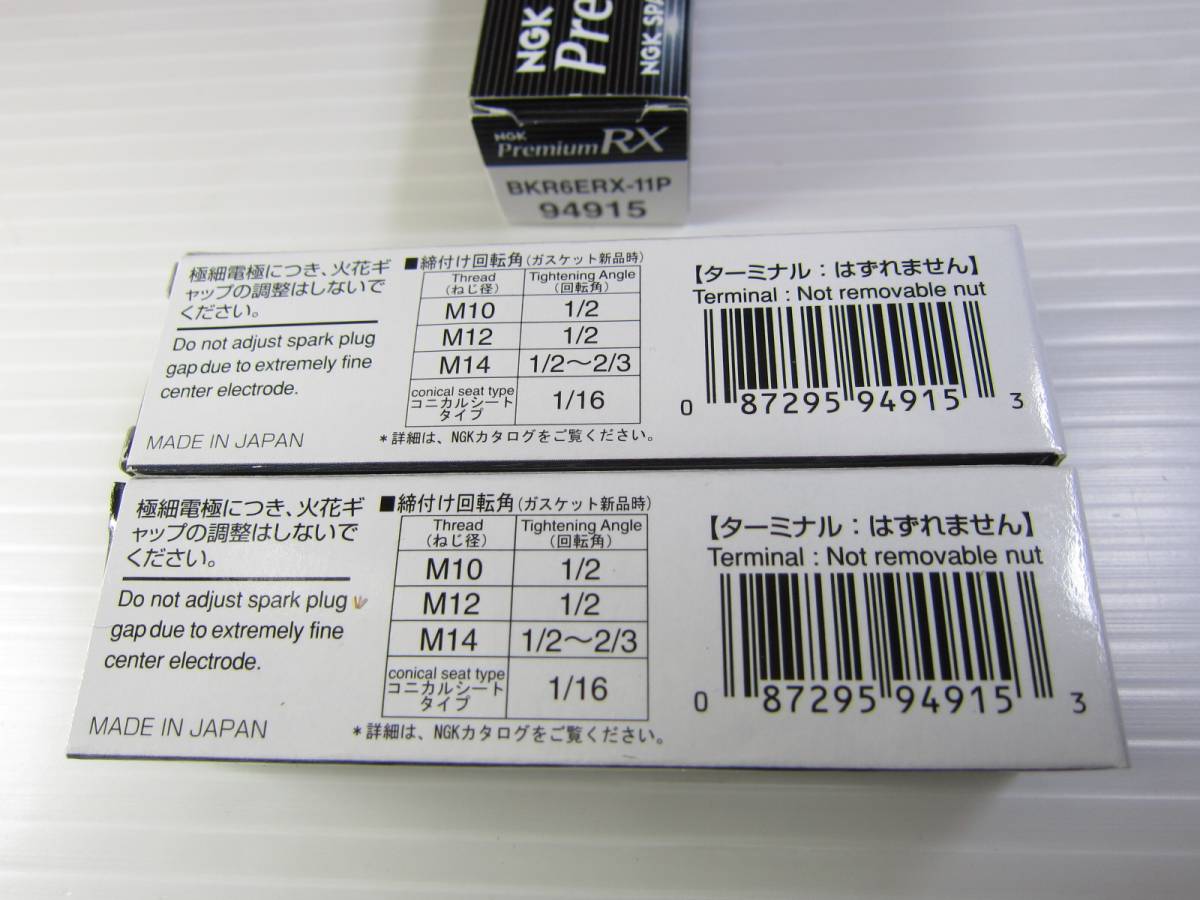 NGK
Pre
NGK SPA
NGK
Premium RX
BKR6ERX-11P
94915
極細電極につき、火花ギ
ャップの調整はしないで
ください。
Do not adjust spark plug
gap due to extremely fine
center electrode.
MADE IN JAPAN
■締付け回転角(ガスケット新品時)
Thread Tightening Angle
(ねじ径) (回転角)
M10 1/2
M12 1/2
M14 1/2〜2/3
conical seat type
コニカルシート 1/16
タイプ
*詳細は、NGKカタログをご覧ください。
【ターミナル：はずれません】
Terminal : Not removable nut
0 87295 94915 3
極細電極につき、火花ギ
ャップの調整はしないで
ください。
Do not adjust spark plug
gap due to extremely fine
center electrode.
MADE IN JAPAN
■締付け回転角(ガスケット新品時)
Thread Tightening Angle
(ねじ径) (回転角)
M10 1/2
M12 1/2
M14 1/2〜2/3
conical seat type
コニカルシート 1/16
タイプ
*詳細は、NGKカタログをご覧ください。
【ターミナル：はずれません】
Terminal : Not removable nut
0 87295 94915 3